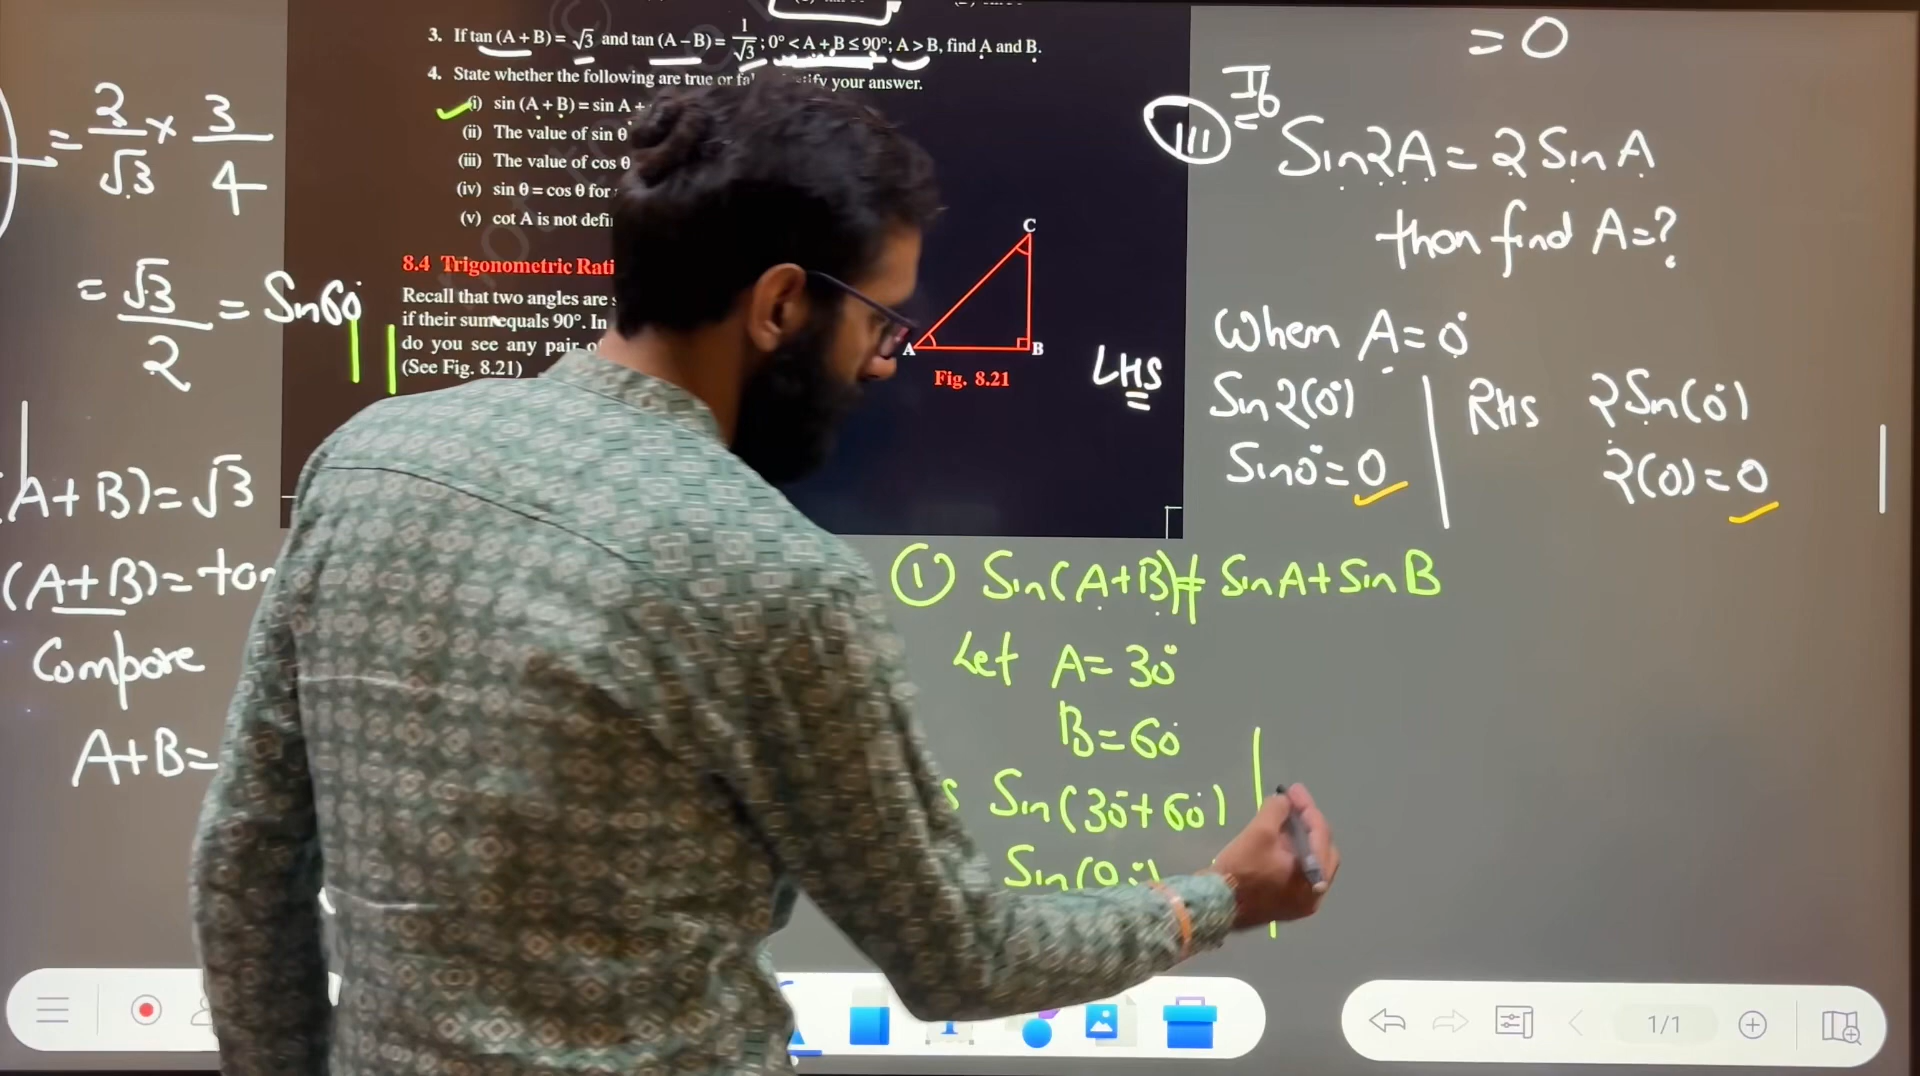 3. If tan (A + B) = √3 and tan (A – B) = 1/√3 ; 0° < A + B ≤ 90°; A > B, find A and B.
4. State whether the following are true or fa your answer.
(i) sin (A + B) = sin A +
(ii) The value of sin θ
(iii) The value of cos θ
(iv) sin θ = cos θ for
(v) cot A is not defi
8.4 Trigonometric Rati
Recall that two angles are
if their sum equals 90°. In
do you see any pair
(See Fig. 8.21)
C
A
B
Fig. 8.21
= 2/√3 × 3/4
= √3/2 = Sin60°
A+B)=√3
(A+B)= tan
Compare
A+B=
= 0
If
(III) Sin2A = 2 Sin A
then find A=?
When A=0°
LHS Sin2(0°) RHS 2Sin(0°)
Sin0°=0 2(0)=0
① Sin(A+B)≠ SinA+SinB
Let A= 30°
B=60°
S Sin(30°+60°)
1/1